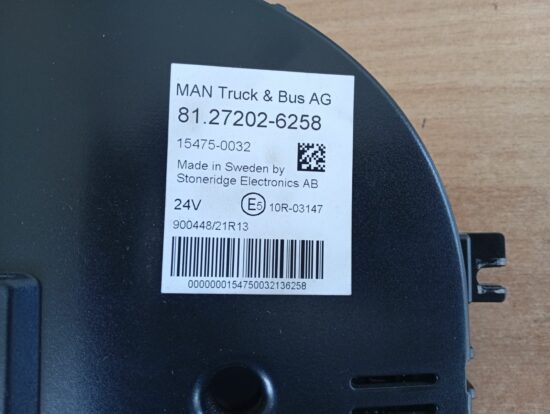 MAN Truck & Bus AG
81.27202-6258
15475-0032
Made in Sweden by
Stoneridge Electronics AB
24V E5 10R-03147
900448/21R13
0000000154750032136258